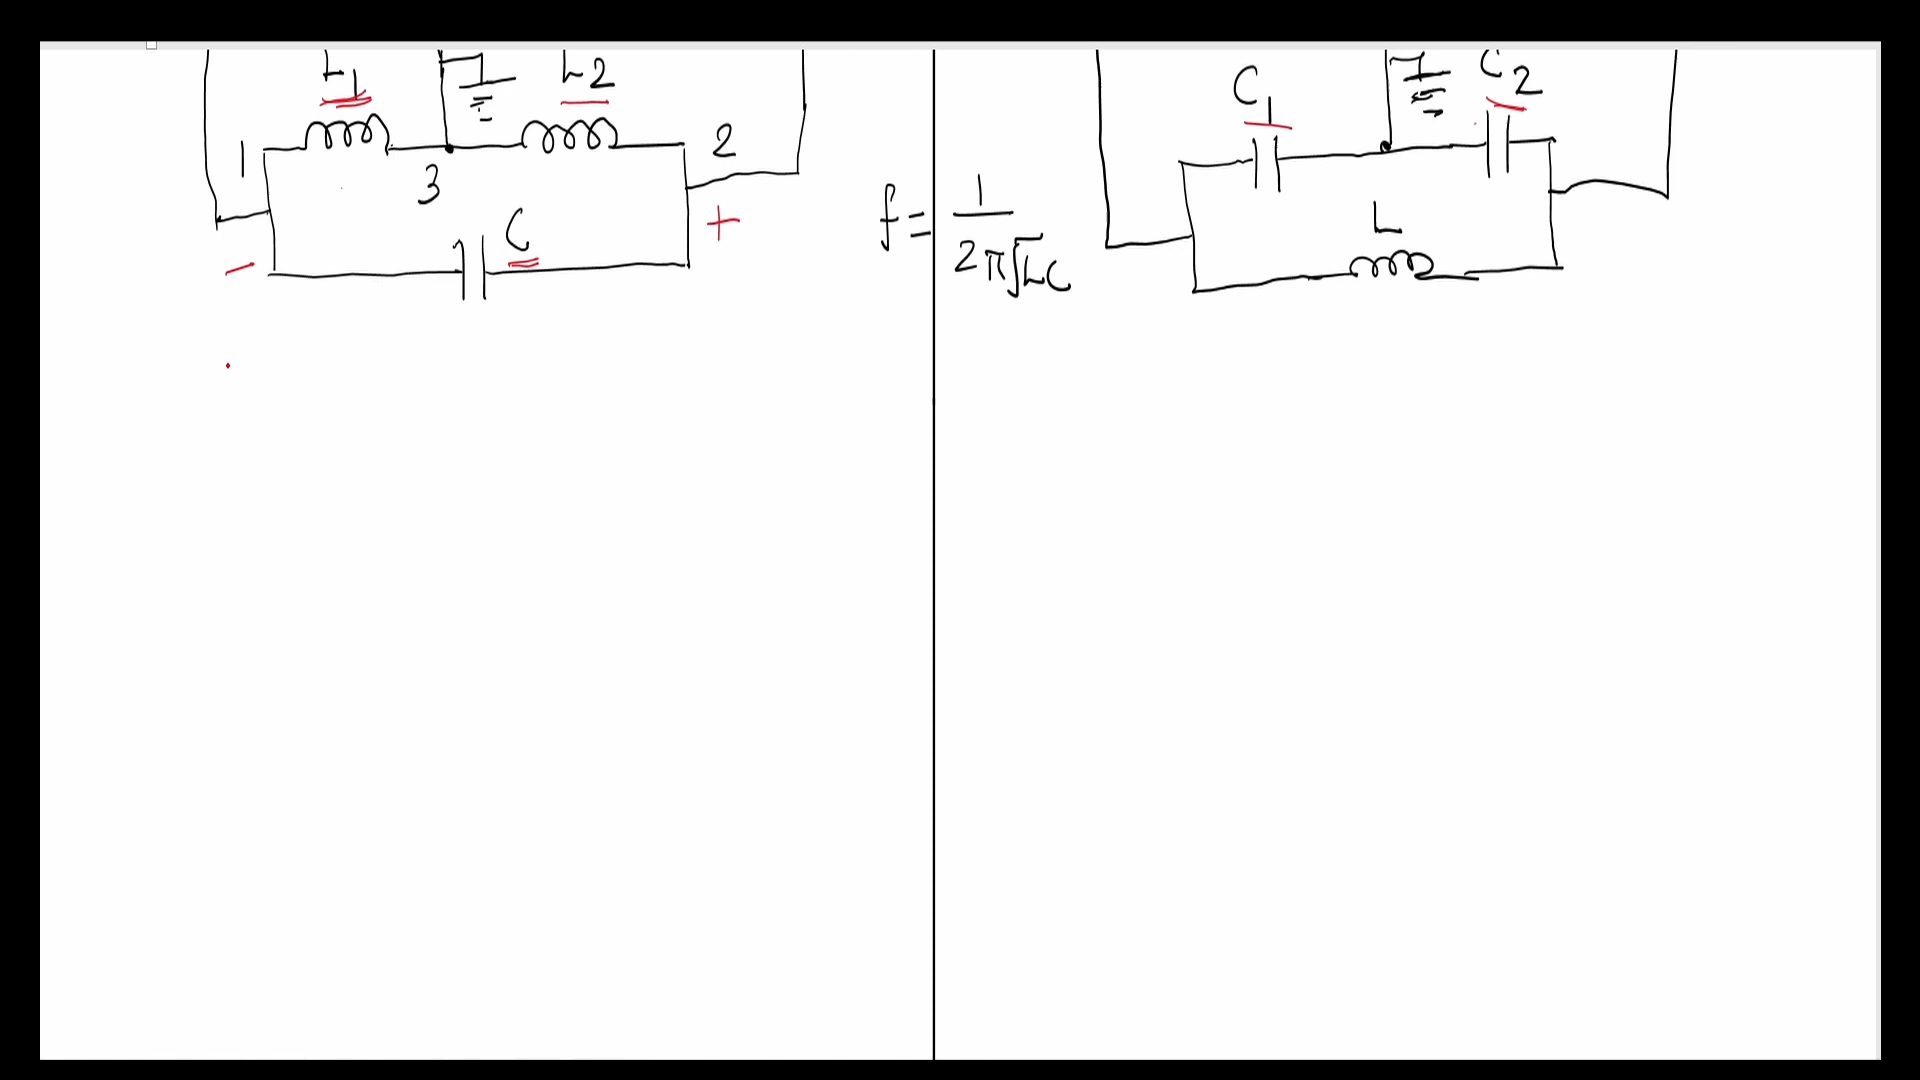 L1 L2
1 3 2
C
- +
f = 1 / 2π√LC
C1 C2
L